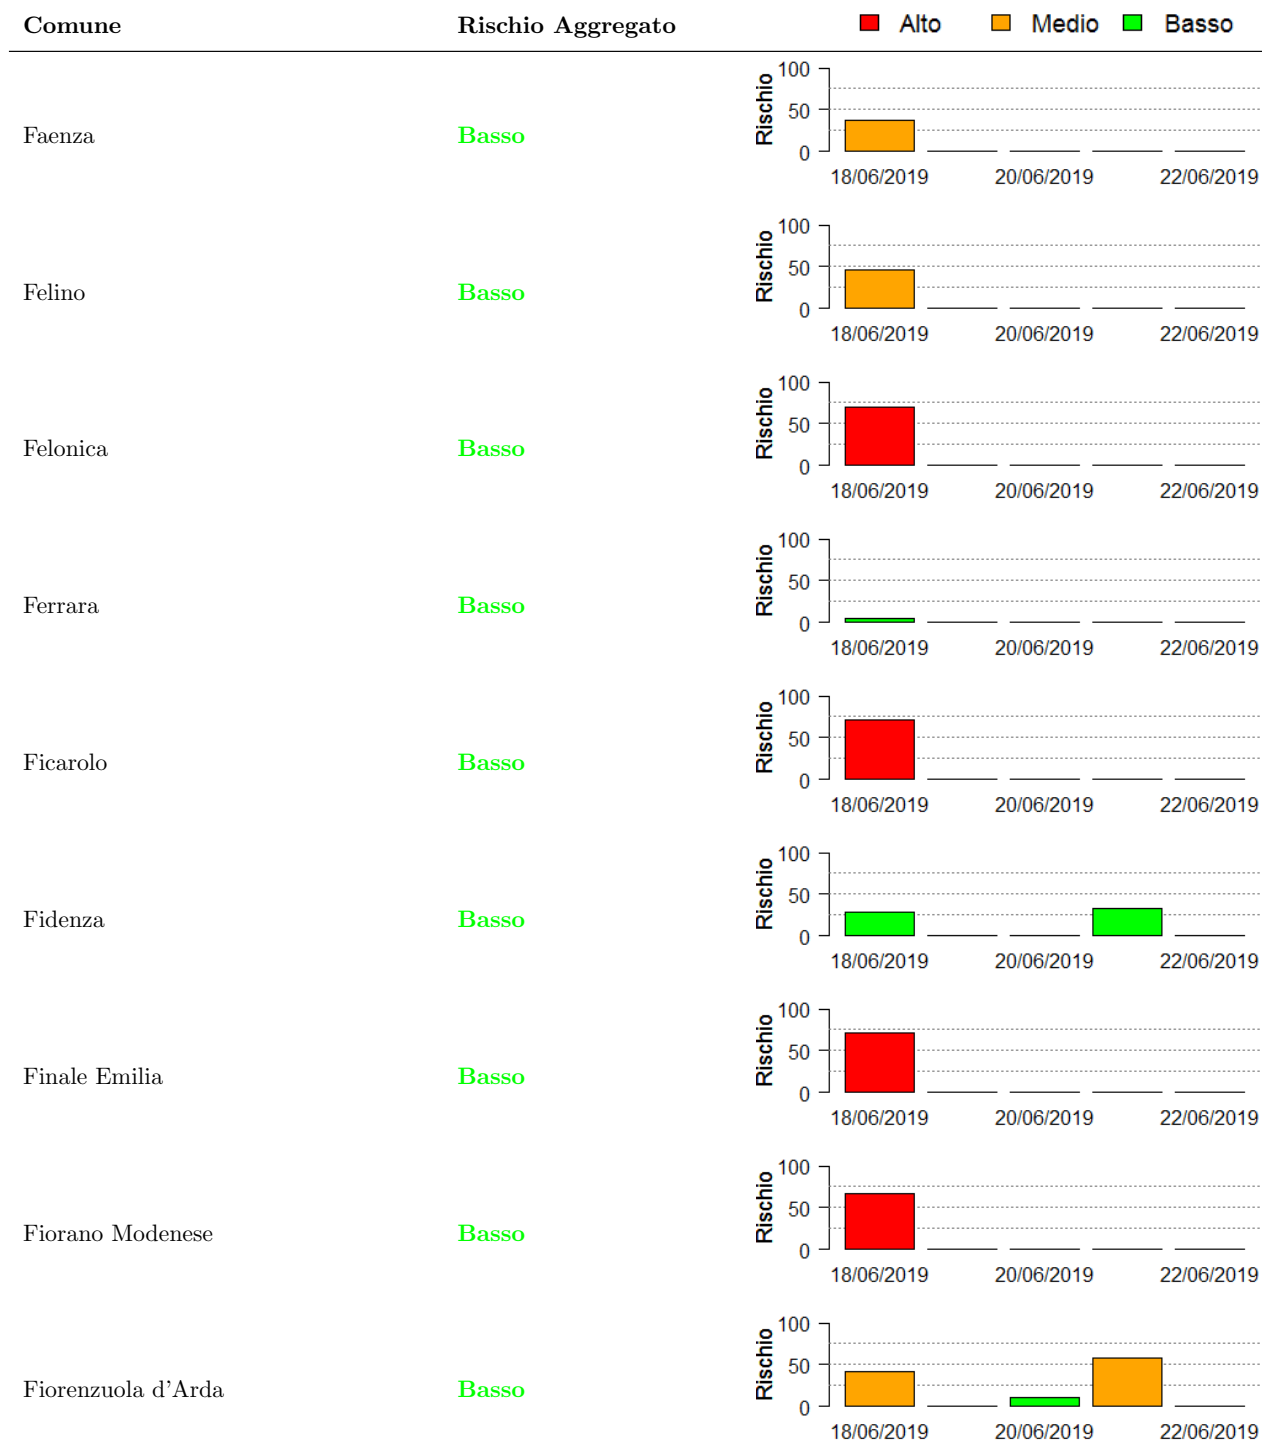 Comune Rischio Aggregato Alto Medio Basso
100
50
0
Rischio
Faenza Basso
18/06/2019 20/06/2019 22/06/2019
100
50
0
Rischio
Felino Basso
18/06/2019 20/06/2019 22/06/2019
100
50
0
Rischio
Felonica Basso
18/06/2019 20/06/2019 22/06/2019
100
50
0
Rischio
Ferrara Basso
18/06/2019 20/06/2019 22/06/2019
100
50
0
Rischio
Ficarolo Basso
18/06/2019 20/06/2019 22/06/2019
100
50
0
Rischio
Fidenza Basso
18/06/2019 20/06/2019 22/06/2019
100
50
0
Rischio
Finale Emilia Basso
18/06/2019 20/06/2019 22/06/2019
100
50
0
Rischio
Fiorano Modenese Basso
18/06/2019 20/06/2019 22/06/2019
100
50
0
Rischio
Fiorenzuola d'Arda Basso
18/06/2019 20/06/2019 22/06/2019